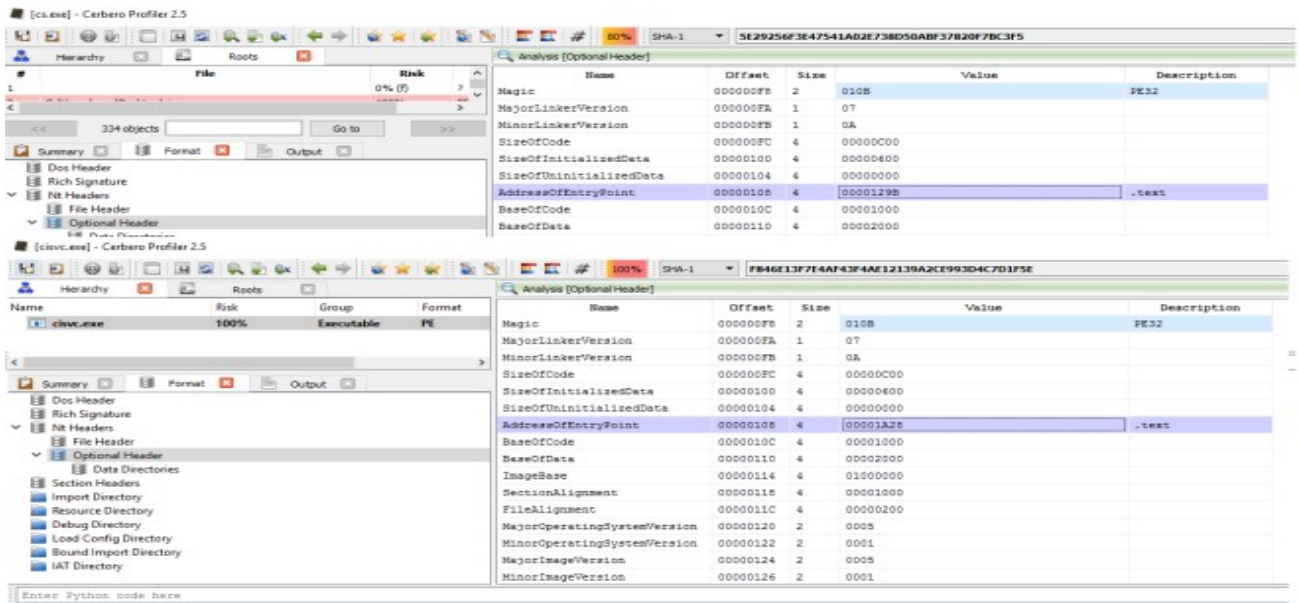 [cs.exe] - Cerbero Profiler 2.5
80% SHA-1 5E29256F3E47541A02E738D50ABF37820F7BC3F5
Hierarchy Roots
# File Risk
1 0% (f) ?
<< 334 objects Go to >>
Summary Format Output
Dos Header
Rich Signature
Nt Headers
File Header
Optional Header
Analysis [Optional Header]
Name Offset Size Value Description
Magic 000000F8 2 010B PE32
MajorLinkerVersion 000000FA 1 07
MinorLinkerVersion 000000FB 1 0A
SizeOfCode 000000FC 4 00000C00
SizeOfInitializedData 00000100 4 00000600
SizeOfUninitializedData 00000104 4 00000000
AddressOfEntryPoint 00000108 4 0000129B .text
BaseOfCode 0000010C 4 00001000
BaseOfData 00000110 4 00002000
[cisvc.exe] - Cerbero Profiler 2.5
100% SHA-1 FB46E13F7E4AF43F4AE12139A2CE993D4C7D1F5E
Hierarchy Roots
Name Risk Group Format
cisvc.exe 100% Executable PE
Summary Format Output
Dos Header
Rich Signature
Nt Headers
File Header
Optional Header
Data Directories
Section Headers
Import Directory
Resource Directory
Debug Directory
Load Config Directory
Bound Import Directory
IAT Directory
Analysis [Optional Header]
Name Offset Size Value Description
Magic 000000F8 2 010B PE32
MajorLinkerVersion 000000FA 1 07
MinorLinkerVersion 000000FB 1 0A
SizeOfCode 000000FC 4 00000C00
SizeOfInitializedData 00000100 4 00000600
SizeOfUninitializedData 00000104 4 00000000
AddressOfEntryPoint 00000108 4 00001A28 .text
BaseOfCode 0000010C 4 00001000
BaseOfData 00000110 4 00002000
ImageBase 00000114 4 01000000
SectionAlignment 00000118 4 00001000
FileAlignment 0000011C 4 00000200
MajorOperatingSystemVersion 00000120 2 0005
MinorOperatingSystemVersion 00000122 2 0001
MajorImageVersion 00000124 2 0005
MinorImageVersion 00000126 2 0001
Enter Python code here